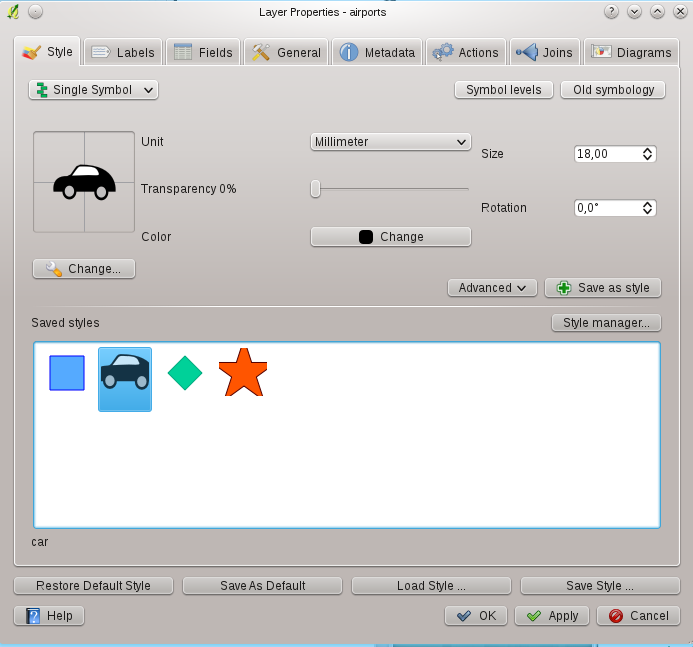 Layer Properties - airports
Style Labels Fields General Metadata Actions Joins Diagrams
Single Symbol Symbol levels Old symbology
Unit Millimeter Size 18,00
Transparency 0% Rotation 0,0°
Color Change
Change...
Advanced Save as style
Saved styles Style manager...
car
Restore Default Style Save As Default Load Style ... Save Style ...
Help OK Apply Cancel